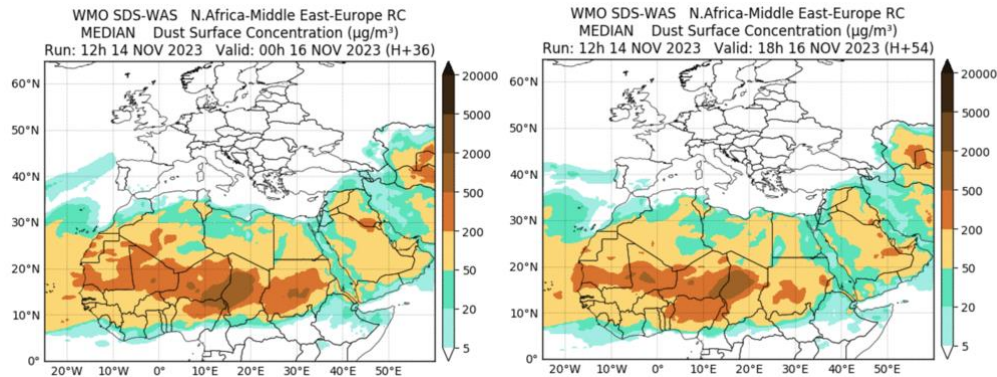 WMO SDS-WAS N.Africa-Middle East-Europe RC
MEDIAN Dust Surface Concentration (µg/m³)
Run: 12h 14 NOV 2023 Valid: 00h 16 NOV 2023 (H+36)
60°N
50°N
40°N
30°N
20°N
10°N
0°
20°W 10°W 0° 10°E 20°E 30°E 40°E 50°E
20000
5000
2000
500
200
50
20
5
WMO SDS-WAS N.Africa-Middle East-Europe RC
MEDIAN Dust Surface Concentration (µg/m³)
Run: 12h 14 NOV 2023 Valid: 18h 16 NOV 2023 (H+54)
60°N
50°N
40°N
30°N
20°N
10°N
0°
20°W 10°W 0° 10°E 20°E 30°E 40°E 50°E
20000
5000
2000
500
200
50
20
5